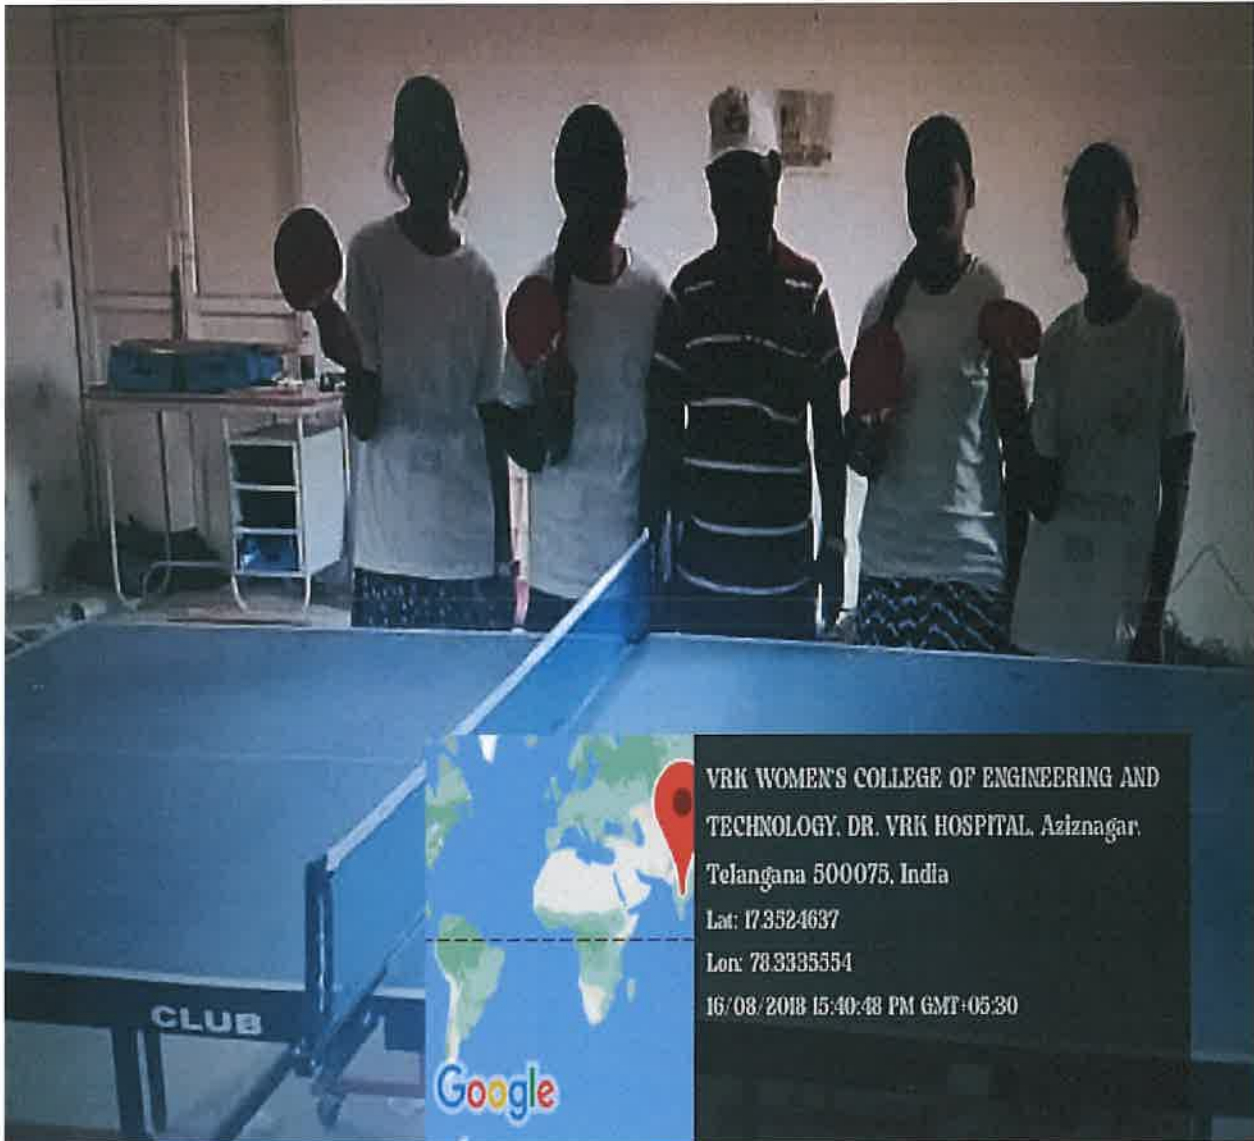 VRK WOMEN'S COLLEGE OF ENGINEERING AND
TECHNOLOGY, DR. VRK HOSPITAL, Aziznagar,
Telangana 500075, India
Lat: 17.3524637
Lon: 78.3335554
16/08/2018 15:40:48 PM GMT+05:30
CLUB
Google